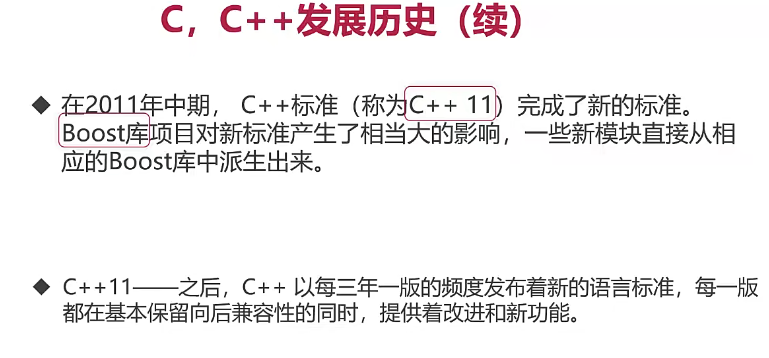 C，C++发展历史（续）
◆ 在2011年中期， C++标准（称为C++ 11）完成了新的标准。
Boost库项目对新标准产生了相当大的影响，一些新模块直接从相
应的Boost库中派生出来。
◆ C++11——之后，C++ 以每三年一版的频度发布着新的语言标准，每一版
都在基本保留向后兼容性的同时，提供着改进和新功能。